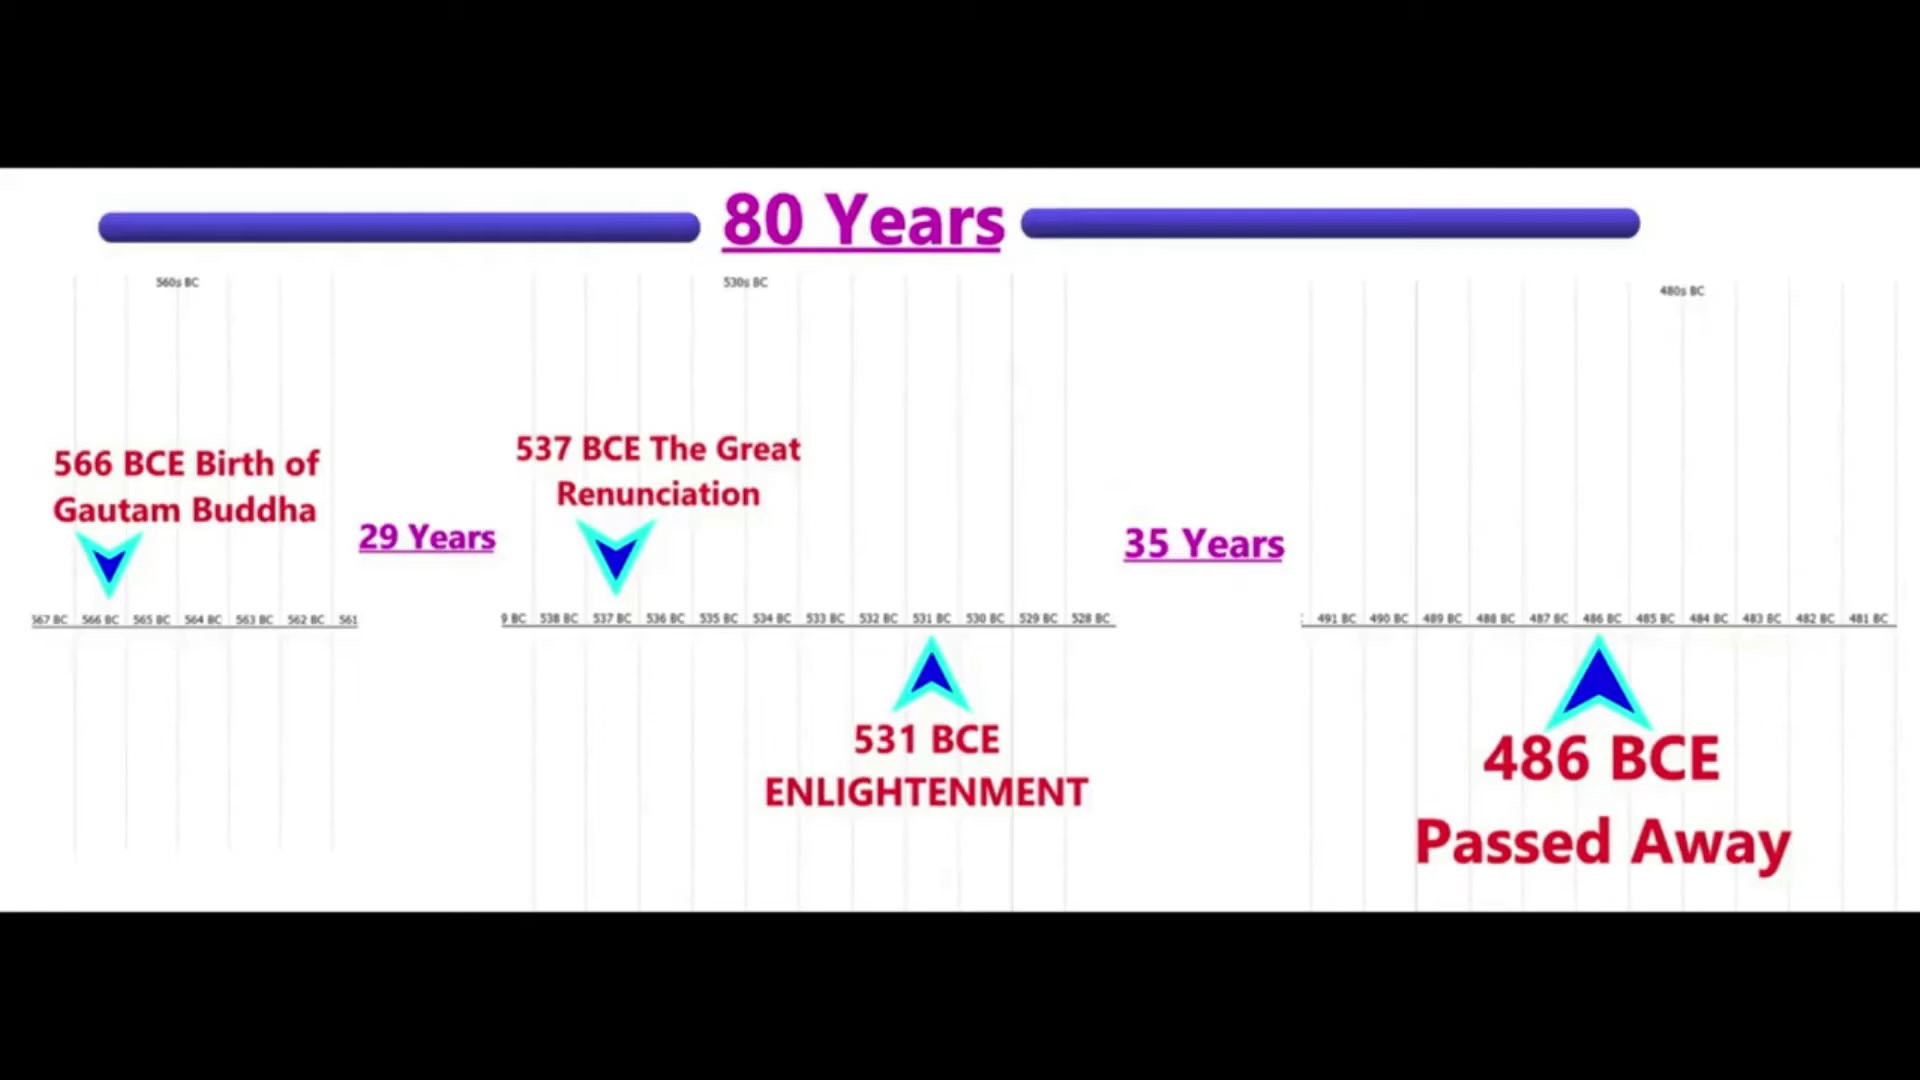 80 Years
560s BC
530s BC
480s BC
566 BCE Birth of
Gautam Buddha
537 BCE The Great
Renunciation
29 Years
35 Years
567 BC 566 BC 565 BC 564 BC 563 BC 562 BC 561
9 BC 538 BC 537 BC 536 BC 535 BC 534 BC 533 BC 532 BC 531 BC 530 BC 529 BC 528 BC
491 BC 490 BC 489 BC 488 BC 487 BC 486 BC 485 BC 484 BC 483 BC 482 BC 481 BC
531 BCE
ENLIGHTENMENT
486 BCE
Passed Away